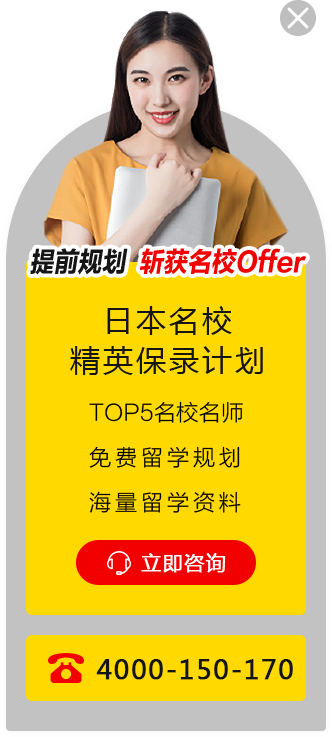 提前规划 斩获名校Offer
日本名校
精英保录计划
TOP5名校名师
免费留学规划
海量留学资料
立即咨询
4000-150-170